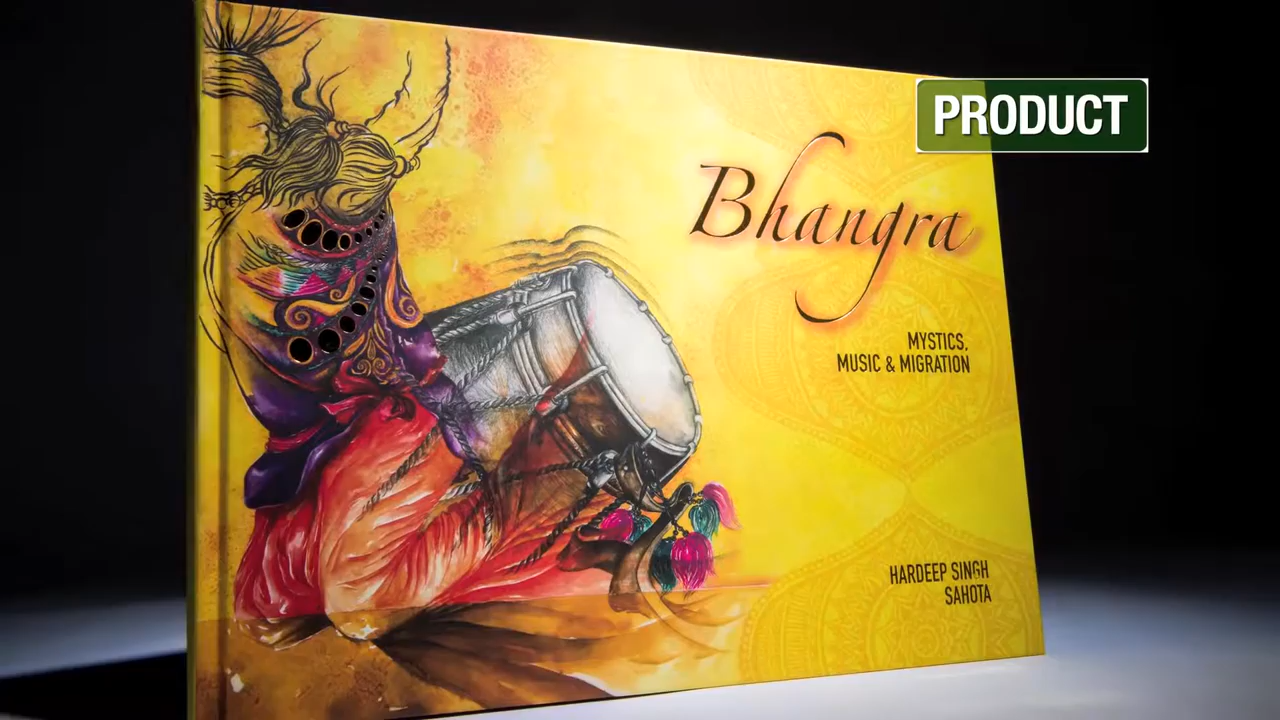 PRODUCT
Bhangra
MYSTICS,
MUSIC & MIGRATION
HARDEEP SINGH
SAHOTA